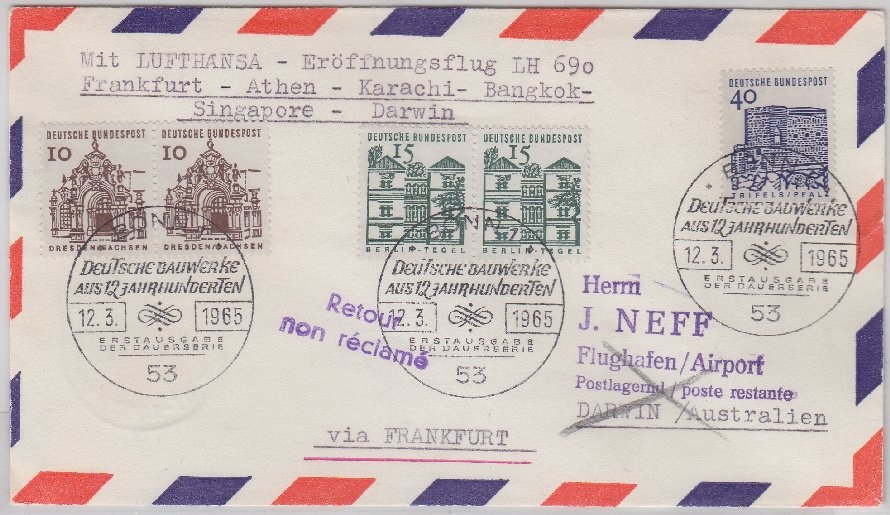 Mit LUFTHANSA - Eröffnungsflug LH 690
Frankfurt - Athen - Karachi- Bangkok-
Singapore - Darwin
DEUTSCHE BUNDESPOST
10
DRESDEN/SACHSEN
DEUTSCHE BUNDESPOST
10
DRESDEN/SACHSEN
DEUTSCHE BUNDESPOST
15
BERLIN-TEGEL
DEUTSCHE BUNDESPOST
15
BERLIN-TEGEL
DEUTSCHE BUNDESPOST
40
TRIFELS/PFALZ
DEUTSCHE BAUWERKE
AUS 12 JAHRHUNDERTEN
12.3. 1965
ERSTAUSGABE
DER DAUERSERIE
53
DEUTSCHE BAUWERKE
AUS 12 JAHRHUNDERTEN
12.3. 1965
ERSTAUSGABE
DER DAUERSERIE
53
BONN
DEUTSCHE BAUWERKE
AUS 12 JAHRHUNDERTEN
12.3. 1965
ERSTAUSGABE
DER DAUERSERIE
53
Retour
non réclamé
Herrn
J. NEFF
Flughafen/Airport
Postlagernd/poste restante
DARWIN /Australien
via FRANKFURT